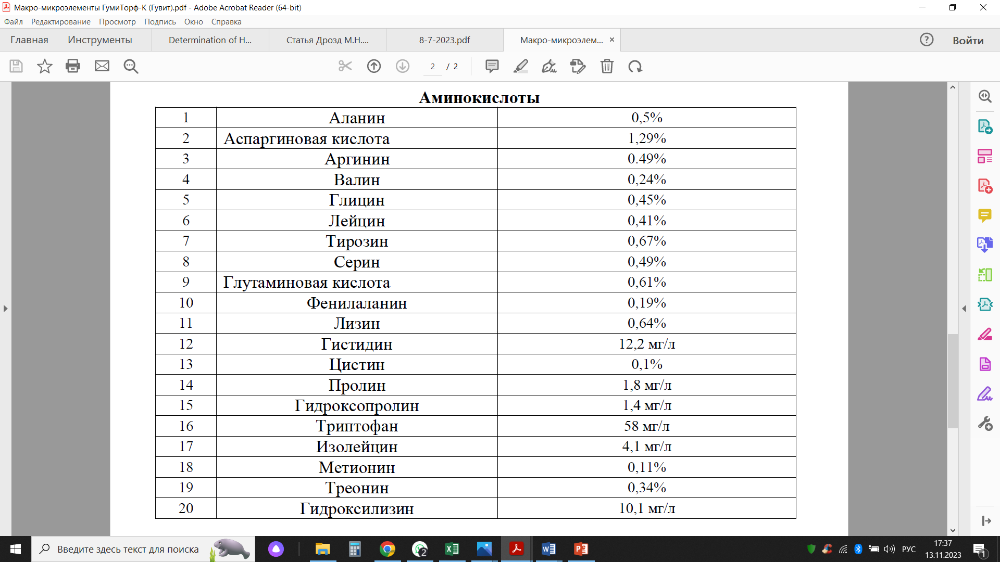 Макро-микроэлементы ГумиТорф-К (Гувит).pdf - Adobe Acrobat Reader (64-bit)
Файл Редактирование Просмотр Подпись Окно Справка
Главная Инструменты Determination of H... Статья Дрозд М.Н.... 8-7-2023.pdf Макро-микроэлем... Войти
2 / 2
Аминокислоты
1 Аланин 0,5%
2 Аспаргиновая кислота 1,29%
3 Аргинин 0.49%
4 Валин 0,24%
5 Глицин 0,45%
6 Лейцин 0,41%
7 Тирозин 0,67%
8 Серин 0,49%
9 Глутаминовая кислота 0,61%
10 Фенилаланин 0,19%
11 Лизин 0,64%
12 Гистидин 12,2 мг/л
13 Цистин 0,1%
14 Пролин 1,8 мг/л
15 Гидроксопролин 1,4 мг/л
16 Триптофан 58 мг/л
17 Изолейцин 4,1 мг/л
18 Метионин 0,11%
19 Треонин 0,34%
20 Гидроксилизин 10,1 мг/л
Введите здесь текст для поиска 2 РУС 17:37
13.11.2023 1